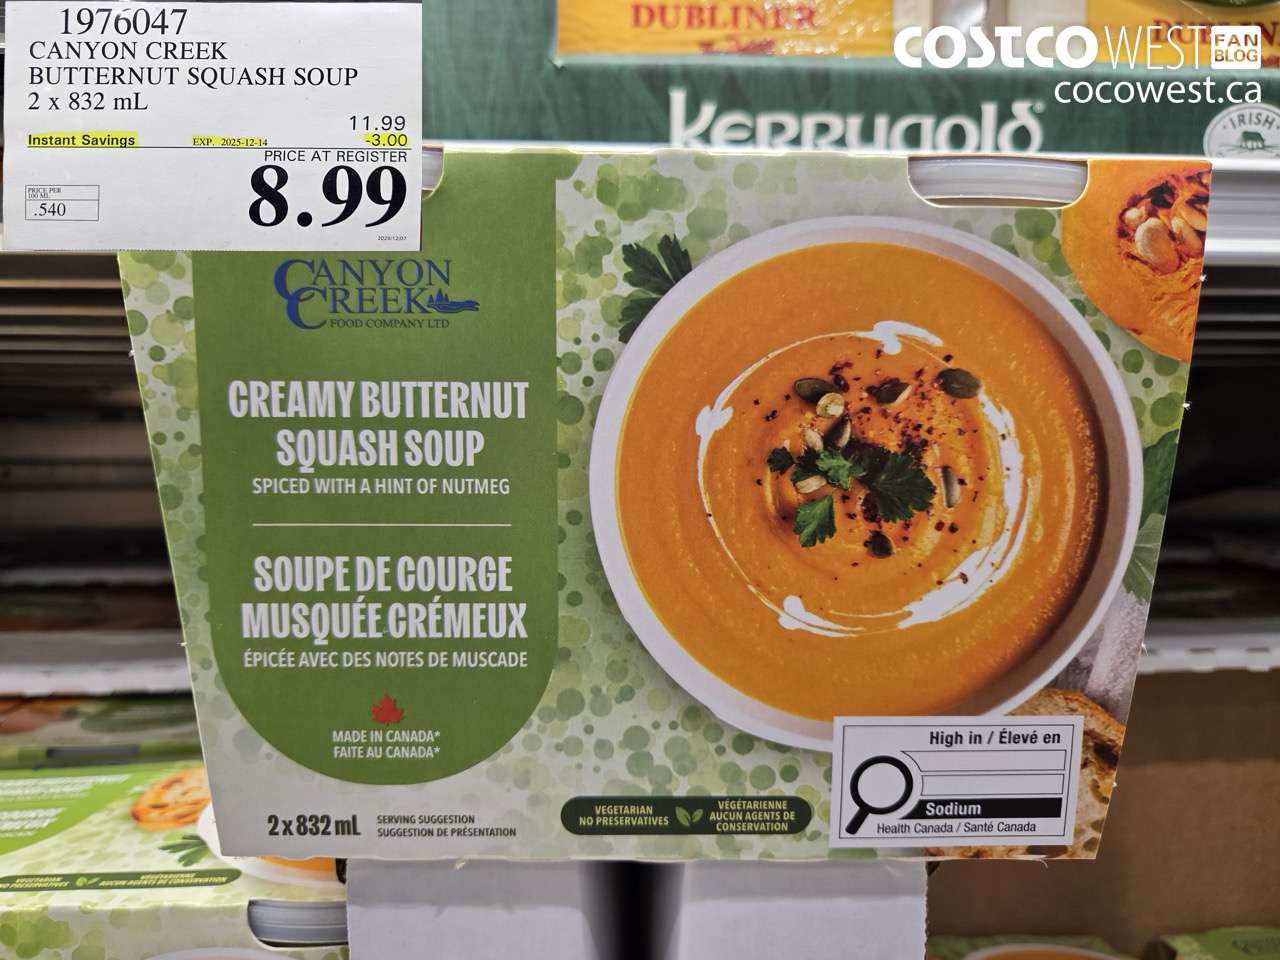 1976047
CANYON CREEK
BUTTERNUT SQUASH SOUP
2 x 832 mL
11.99
Instant Savings EXP. 2025-12-14 -3.00
PRICE AT REGISTER
8.99
PRICE PER
100 ML
.540
DUBLINER
COSTCO WEST FAN BLOG
cocowest.ca
Kerrygold
IRISH
CANYON
CREEK
FOOD COMPANY LTD
CREAMY BUTTERNUT
SQUASH SOUP
SPICED WITH A HINT OF NUTMEG
SOUPE DE COURGE
MUSQUÉE CRÉMEUX
ÉPICÉE AVEC DES NOTES DE MUSCADE
MADE IN CANADA*
FAITE AU CANADA*
2x832 mL
SERVING SUGGESTION
SUGGESTION DE PRÉSENTATION
VEGETARIAN
NO PRESERVATIVES
VÉGÉTARIENNE
AUCUN AGENTS DE
CONSERVATION
High in / Élevé en
Sodium
Health Canada / Santé Canada